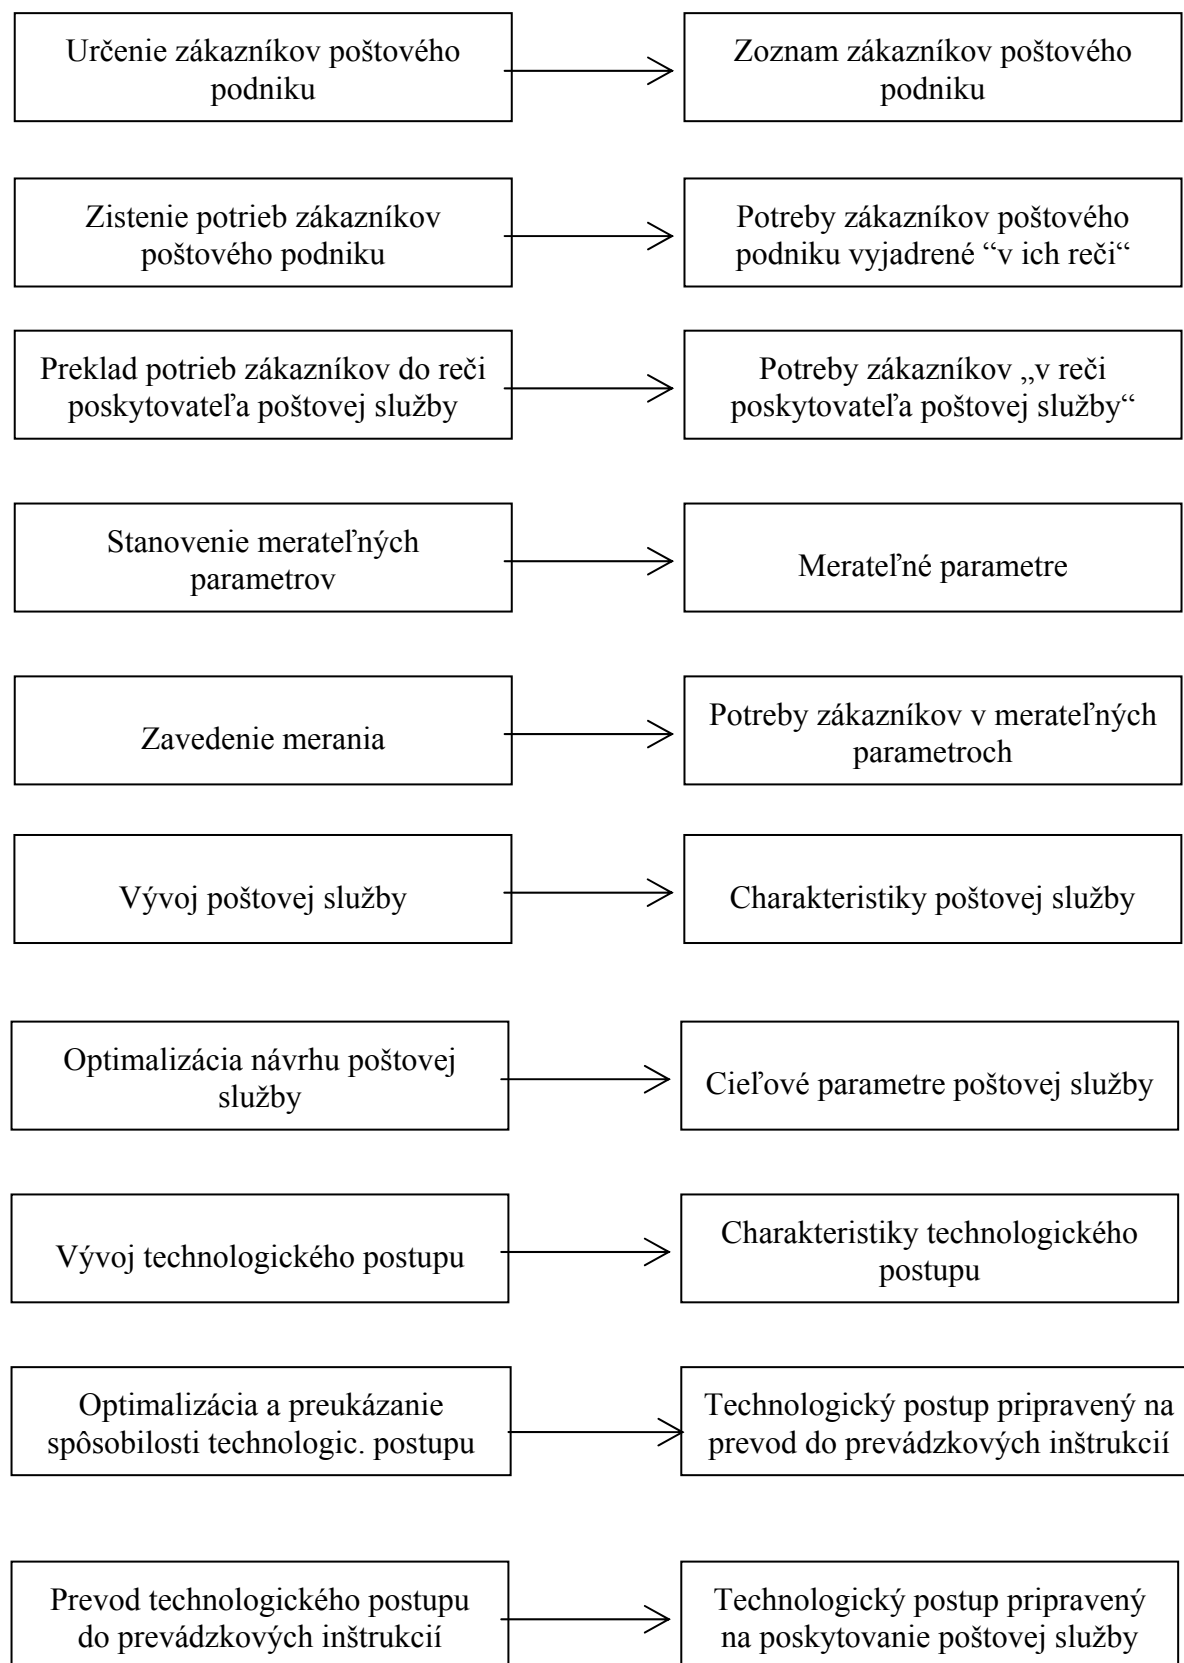 Určenie zákazníkov poštového
podniku
Zoznam zákazníkov poštového
podniku
Zistenie potrieb zákazníkov
poštového podniku
Potreby zákazníkov poštového
podniku vyjadrené “v ich reči“
Preklad potrieb zákazníkov do reči
poskytovateľa poštovej služby
Potreby zákazníkov „v reči
poskytovateľa poštovej služby“
Stanovenie merateľných
parametrov
Merateľné parametre
Zavedenie merania
Potreby zákazníkov v merateľných
parametroch
Vývoj poštovej služby
Charakteristiky poštovej služby
Optimalizácia návrhu poštovej
služby
Cieľové parametre poštovej služby
Vývoj technologického postupu
Charakteristiky technologického
postupu
Optimalizácia a preukázanie
spôsobilosti technologic. postupu
Technologický postup pripravený na
prevod do prevádzkových inštrukcií
Prevod technologického postupu
do prevádzkových inštrukcií
Technologický postup pripravený
na poskytovanie poštovej služby